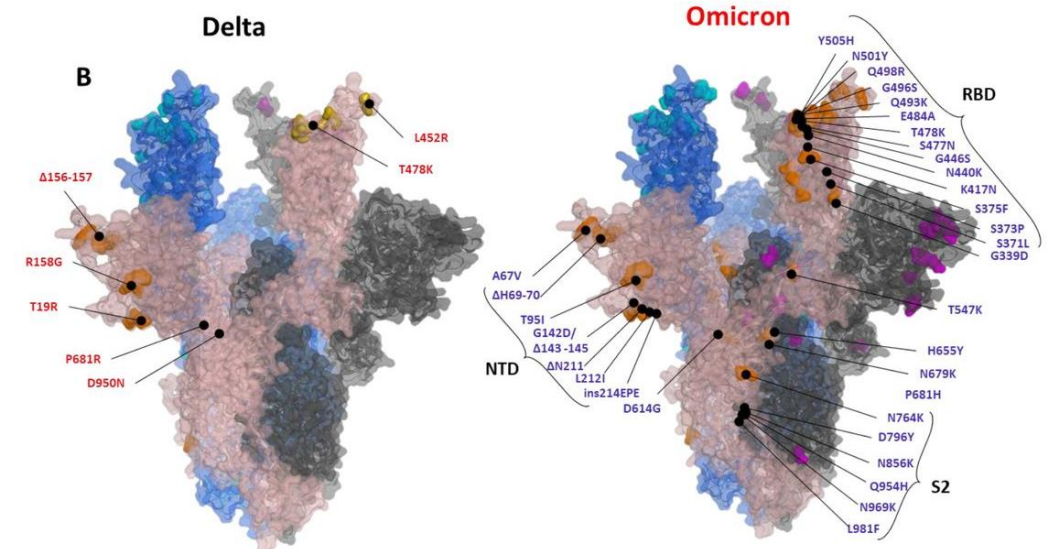 Delta
B
L452R
T478K
Δ156-157
R158G
T19R
P681R
D950N
Omicron
Y505H
N501Y
Q498R
G496S
Q493K
E484A
T478K
S477N
G446S
N440K
K417N
S375F
S373P
S371L
G339D
RBD
A67V
ΔH69-70
T95I
G142D/
Δ143 -145
ΔN211
L212I
ins214EPE
D614G
NTD
T547K
H655Y
N679K
P681H
N764K
D796Y
N856K
Q954H
N969K
L981F
S2